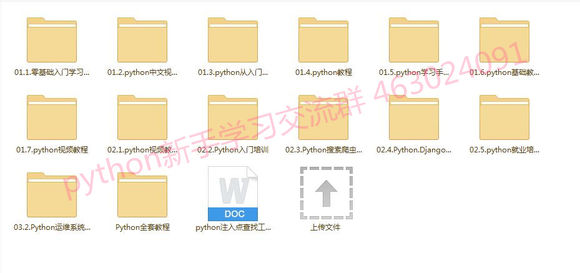 01.1.零基础入门学习...
01.2.python中文视...
01.3.python从入门...
01.4.python教程
01.5.python学习手...
01.6.python基础教...
01.7.python视频教程
02.1.python视频教...
02.2.Python入门培训
02.3.Python搜索爬虫...
02.4.Python.Django...
02.5.python就业培...
03.2.Python运维系统...
Python全套教程
W
DOC
python注入点查找工...
上传文件
python新手学习交流群 463024091